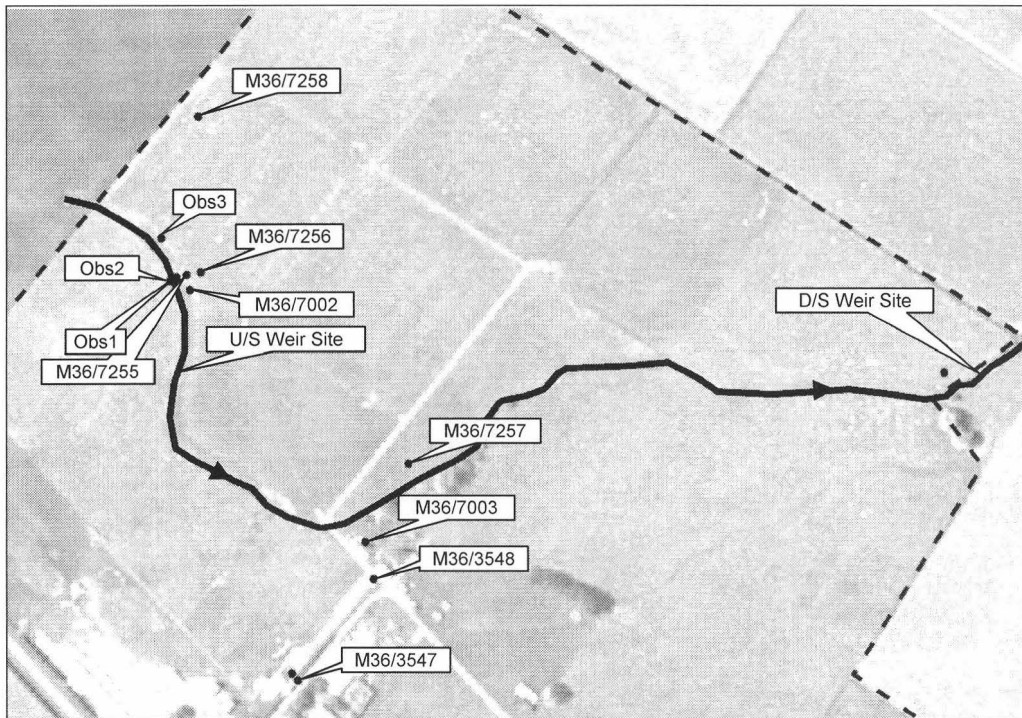 M36/7258
Obs3
M36/7256
Obs2
M36/7002
D/S Weir Site
Obs1
U/S Weir Site
M36/7255
M36/7257
M36/7003
M36/3548
M36/3547